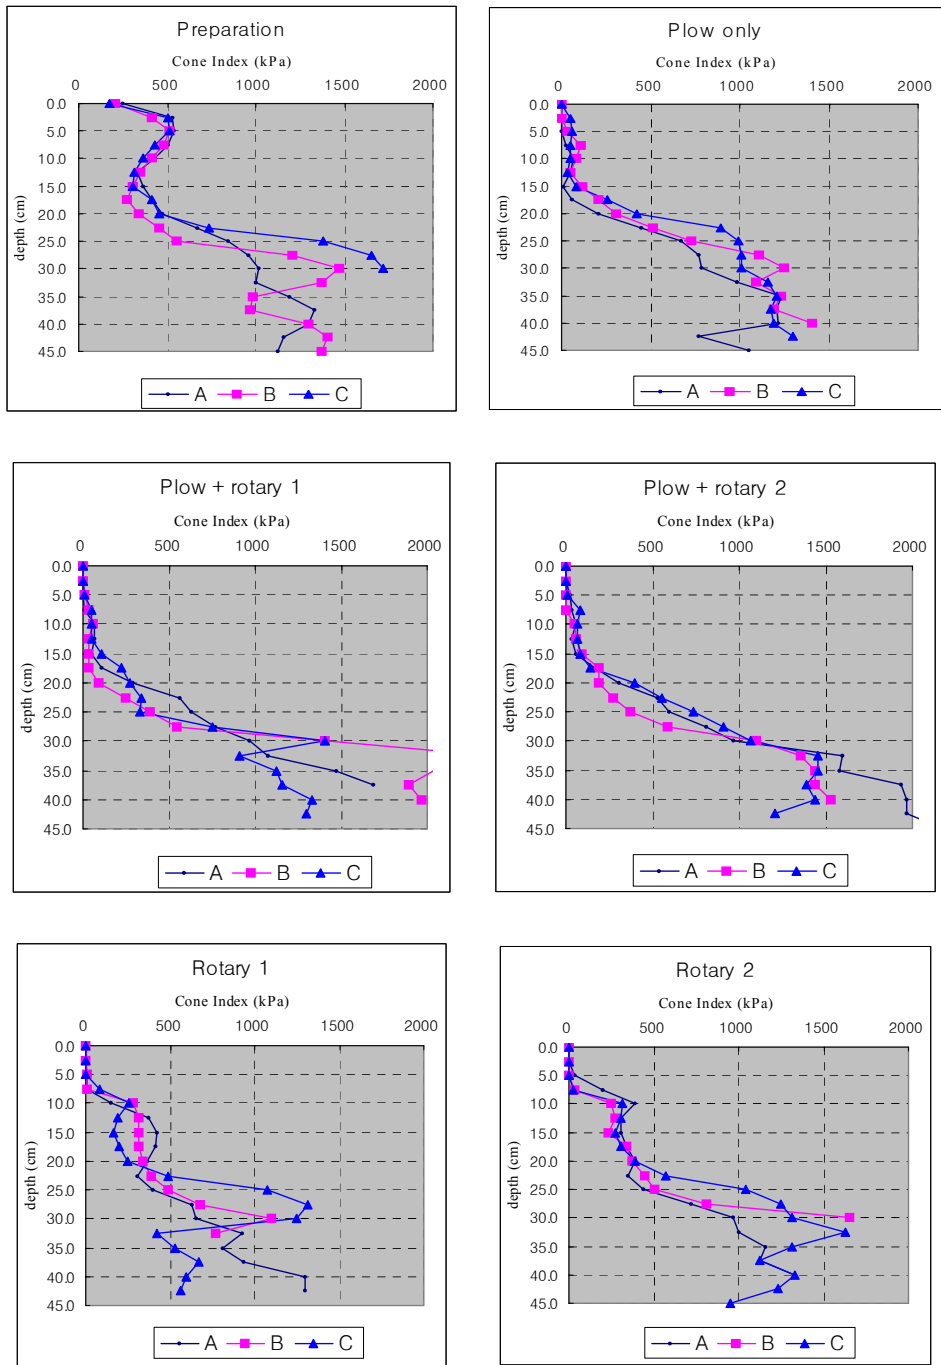 Preparation
Cone Index (kPa)
0 500 1000 1500 2000
0.0
5.0
10.0
15.0
20.0
25.0
30.0
35.0
40.0
45.0
depth (cm)
A B C
Plow only
Cone Index (kPa)
0 500 1000 1500 2000
0.0
5.0
10.0
15.0
20.0
25.0
30.0
35.0
40.0
45.0
depth (cm)
A B C
Plow + rotary 1
Cone Index (kPa)
0 500 1000 1500 2000
0.0
5.0
10.0
15.0
20.0
25.0
30.0
35.0
40.0
45.0
depth (cm)
A B C
Plow + rotary 2
Cone Index (kPa)
0 500 1000 1500 2000
0.0
5.0
10.0
15.0
20.0
25.0
30.0
35.0
40.0
45.0
depth (cm)
A B C
Rotary 1
Cone Index (kPa)
0 500 1000 1500 2000
0.0
5.0
10.0
15.0
20.0
25.0
30.0
35.0
40.0
45.0
depth (cm)
A B C
Rotary 2
Cone Index (kPa)
0 500 1000 1500 2000
0.0
5.0
10.0
15.0
20.0
25.0
30.0
35.0
40.0
45.0
depth (cm)
A B C